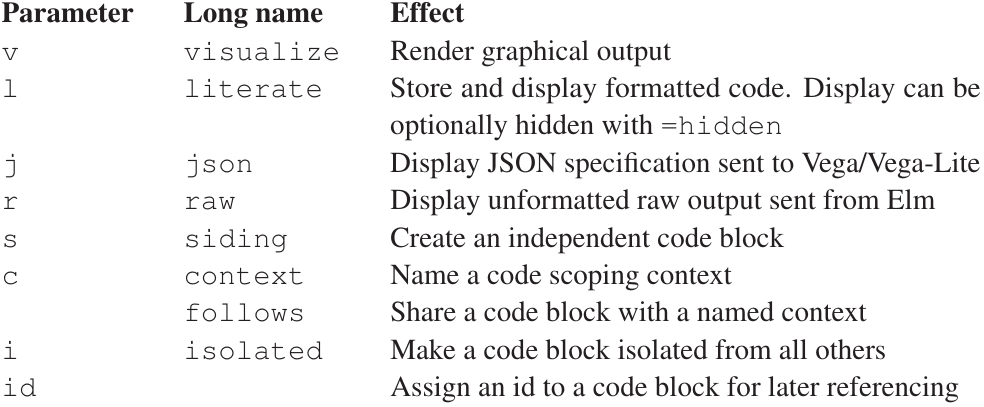 Parameter Long name Effect
v visualize Render graphical output
l literate Store and display formatted code. Display can be
optionally hidden with =hidden
j json Display JSON specification sent to Vega/Vega-Lite
r raw Display unformatted raw output sent from Elm
s siding Create an independent code block
c context Name a code scoping context
follows Share a code block with a named context
i isolated Make a code block isolated from all others
id Assign an id to a code block for later referencing